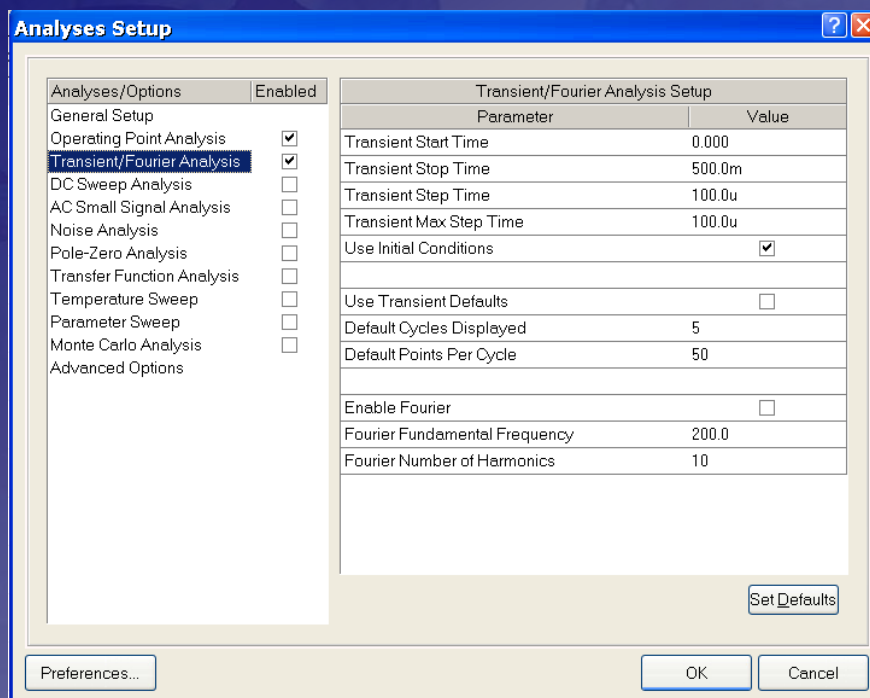 Analyses Setup
Analyses/Options Enabled
General Setup
Operating Point Analysis
Transient/Fourier Analysis
DC Sweep Analysis
AC Small Signal Analysis
Noise Analysis
Pole-Zero Analysis
Transfer Function Analysis
Temperature Sweep
Parameter Sweep
Monte Carlo Analysis
Advanced Options
Transient/Fourier Analysis Setup
Parameter Value
Transient Start Time 0.000
Transient Stop Time 500.0m
Transient Step Time 100.0u
Transient Max Step Time 100.0u
Use Initial Conditions
Use Transient Defaults
Default Cycles Displayed 5
Default Points Per Cycle 50
Enable Fourier
Fourier Fundamental Frequency 200.0
Fourier Number of Harmonics 10
Set Defaults
Preferences... OK Cancel